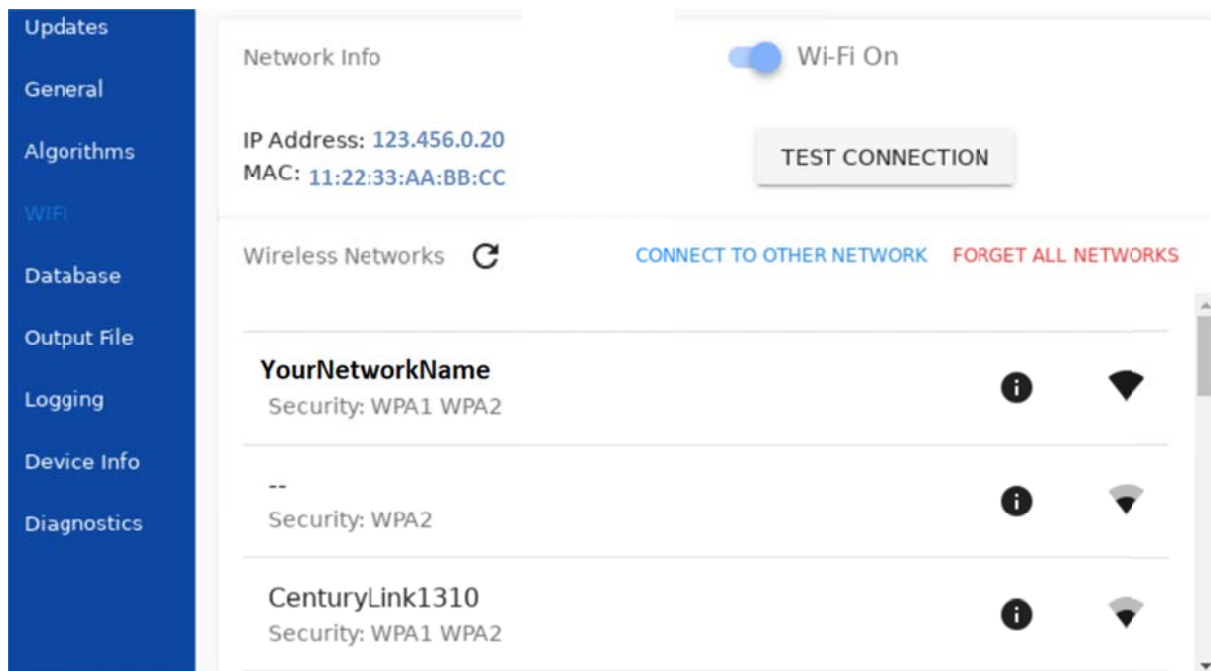 Updates
General
Algorithms
WIFI
Database
Output File
Logging
Device Info
Diagnostics
Network Info
Wi-Fi On
IP Address: 123.456.0.20
MAC: 11:22:33:AA:BB:CC
TEST CONNECTION
Wireless Networks
CONNECT TO OTHER NETWORK
FORGET ALL NETWORKS
YourNetworkName
Security: WPA1 WPA2
--
Security: WPA2
CenturyLink1310
Security: WPA1 WPA2